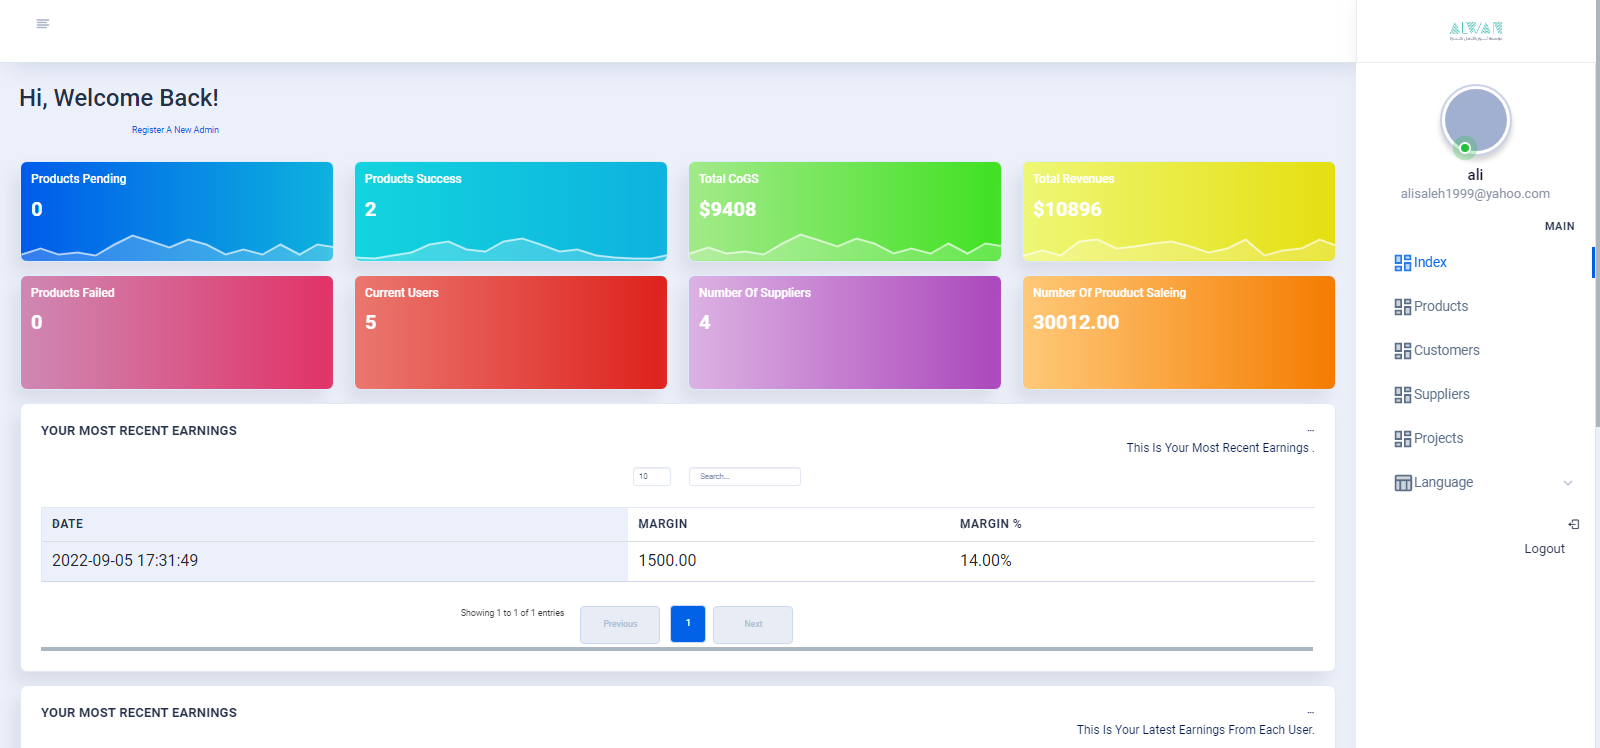 ALWAN
Hi, Welcome Back!
Register A New Admin
Products Pending
0
Products Success
2
Total CoGS
$9408
Total Revenues
$10896
Products Failed
0
Current Users
5
Number Of Suppliers
4
Number Of Prouduct Saleing
30012.00
YOUR MOST RECENT EARNINGS
...
This Is Your Most Recent Earnings .
10
Search...
DATE MARGIN MARGIN %
2022-09-05 17:31:49 1500.00 14.00%
Showing 1 to 1 of 1 entries
Previous 1 Next
YOUR MOST RECENT EARNINGS
...
This Is Your Latest Earnings From Each User.
ali
alisaleh1999@yahoo.com
MAIN
Index
Products
Customers
Suppliers
Projects
Language
Logout